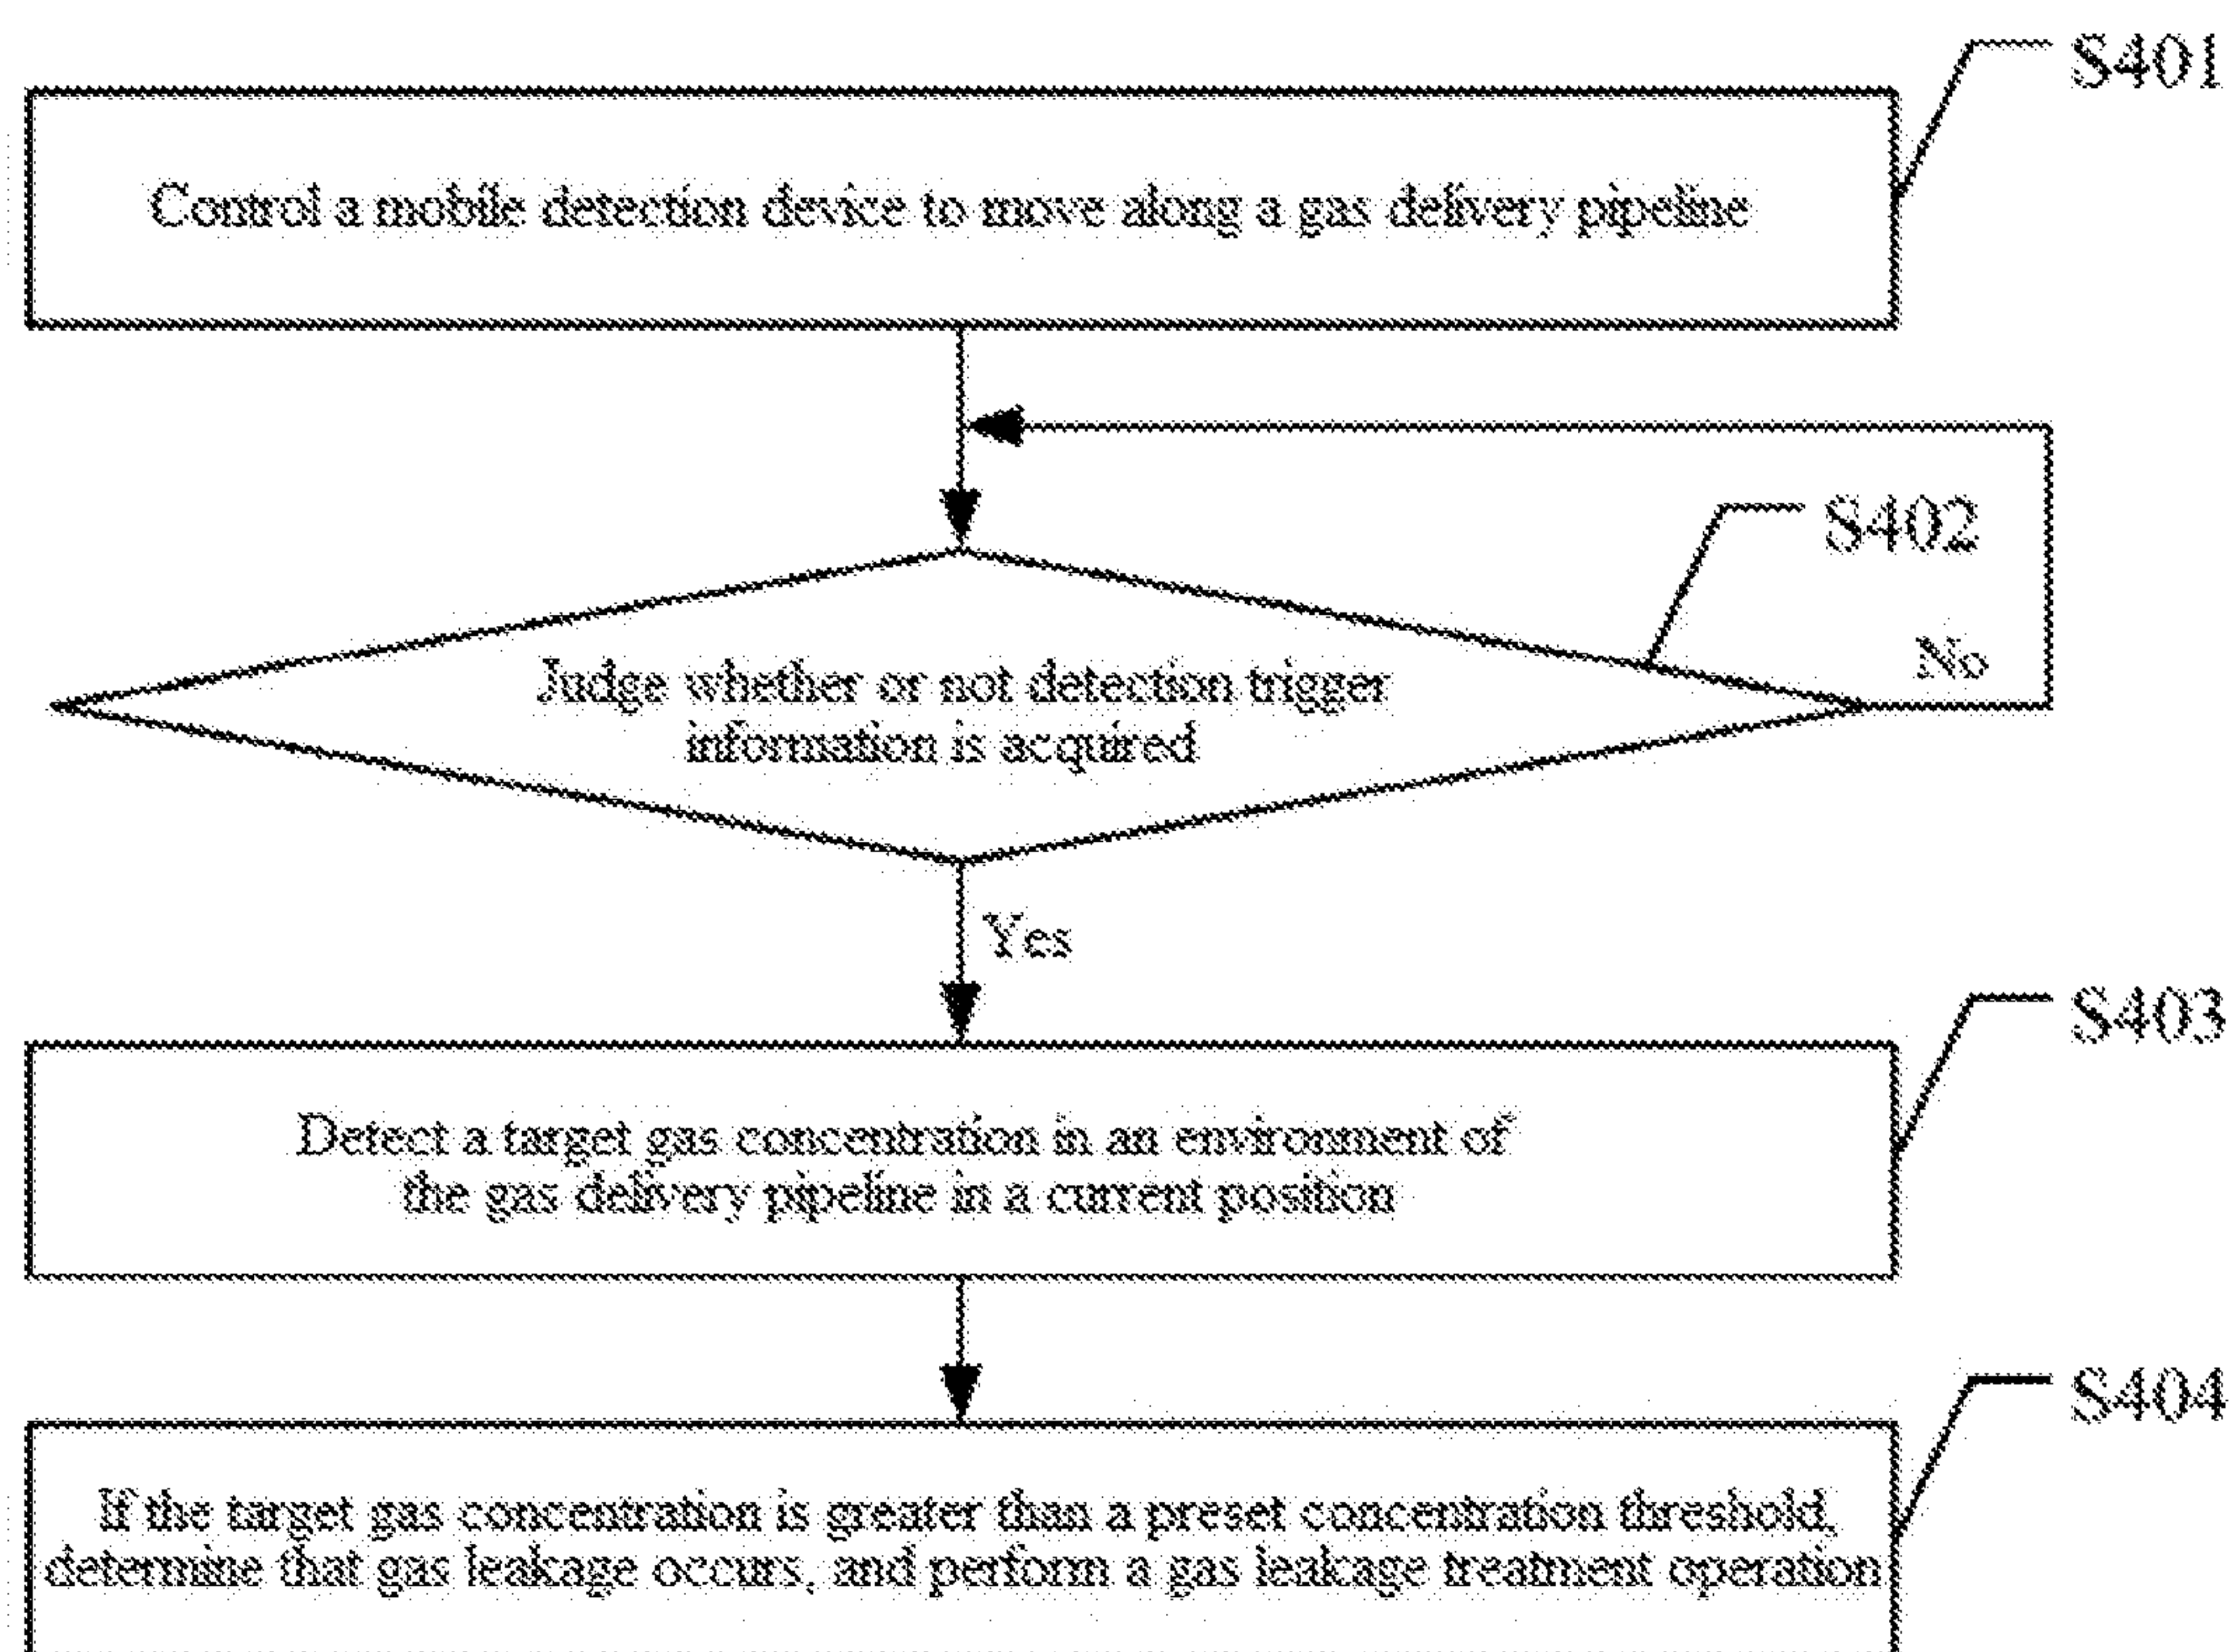 S401
Control a mobile detection device to move along a gas delivery pipeline
S402
No
Judge whether or not detection trigger
information is acquired
Yes
S403
Detect a target gas concentration in an environment of
the gas delivery pipeline in a current position
S404
If the target gas concentration is greater than a preset concentration threshold,
determine that gas leakage occurs, and perform a gas leakage treatment operation